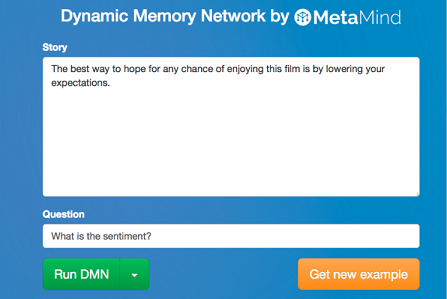 Dynamic Memory Network by MetaMind
Story
The best way to hope for any chance of enjoying this film is by lowering your
expectations.
Question
What is the sentiment?
Run DMN
Get new example